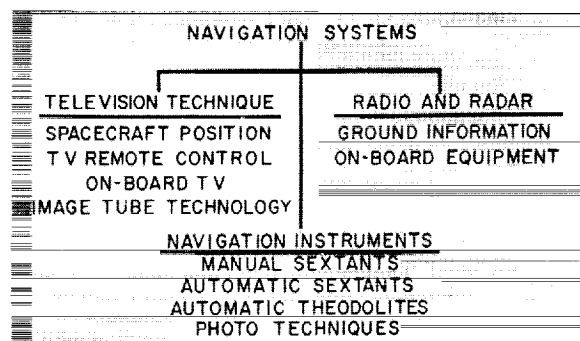 NAVIGATION SYSTEMS
TELEVISION TECHNIQUE
SPACECRAFT POSITION
TV REMOTE CONTROL
ON-BOARD TV
IMAGE TUBE TECHNOLOGY
RADIO AND RADAR
GROUND INFORMATION
ON-BOARD EQUIPMENT
NAVIGATION INSTRUMENTS
MANUAL SEXTANTS
AUTOMATIC SEXTANTS
AUTOMATIC THEODOLITES
PHOTO TECHNIQUES